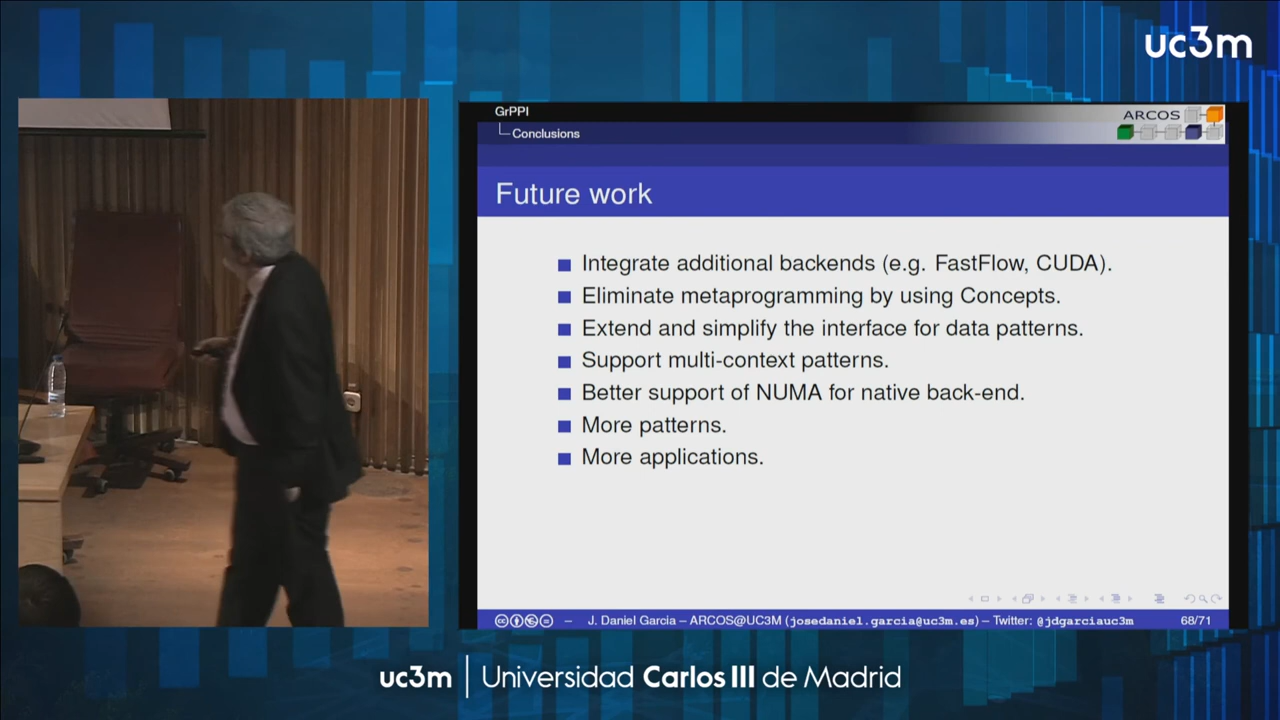 uc3m
GrPPI
Conclusions
ARCOS
Future work
Integrate additional backends (e.g. FastFlow, CUDA).
Eliminate metaprogramming by using Concepts.
Extend and simplify the interface for data patterns.
Support multi-context patterns.
Better support of NUMA for native back-end.
More patterns.
More applications.
– J. Daniel Garcia – ARCOS@UC3M (josedaniel.garcia@uc3m.es) – Twitter: @jdgarciauc3m 68/71
uc3m | Universidad Carlos III de Madrid